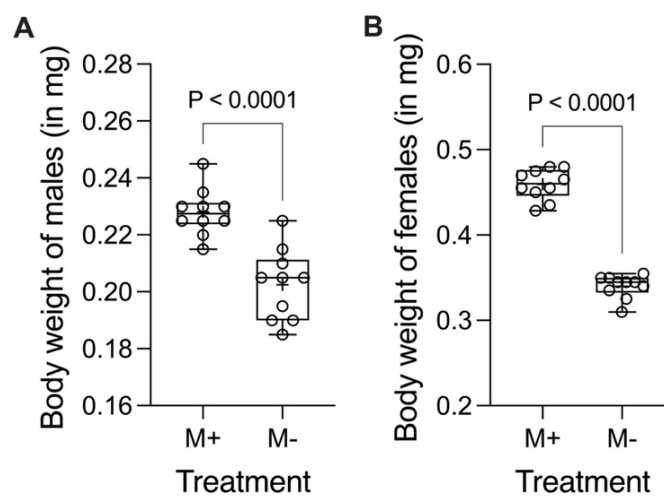 A
Body weight of males (in mg)
0.28
0.26
0.24
0.22
0.20
0.18
0.16
P < 0.0001
M+ M-
Treatment
B
Body weight of females (in mg)
0.6
0.5
0.4
0.3
0.2
P < 0.0001
M+ M-
Treatment